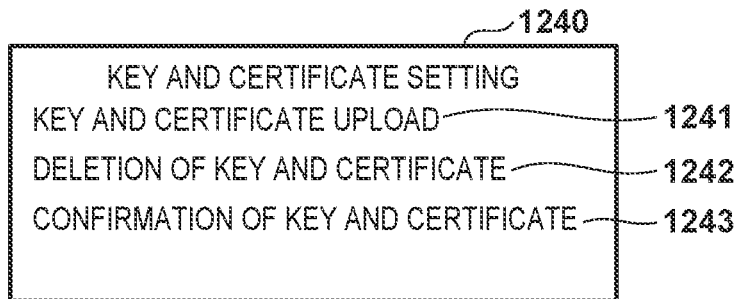 1240
KEY AND CERTIFICATE SETTING
KEY AND CERTIFICATE UPLOAD 1241
DELETION OF KEY AND CERTIFICATE 1242
CONFIRMATION OF KEY AND CERTIFICATE 1243